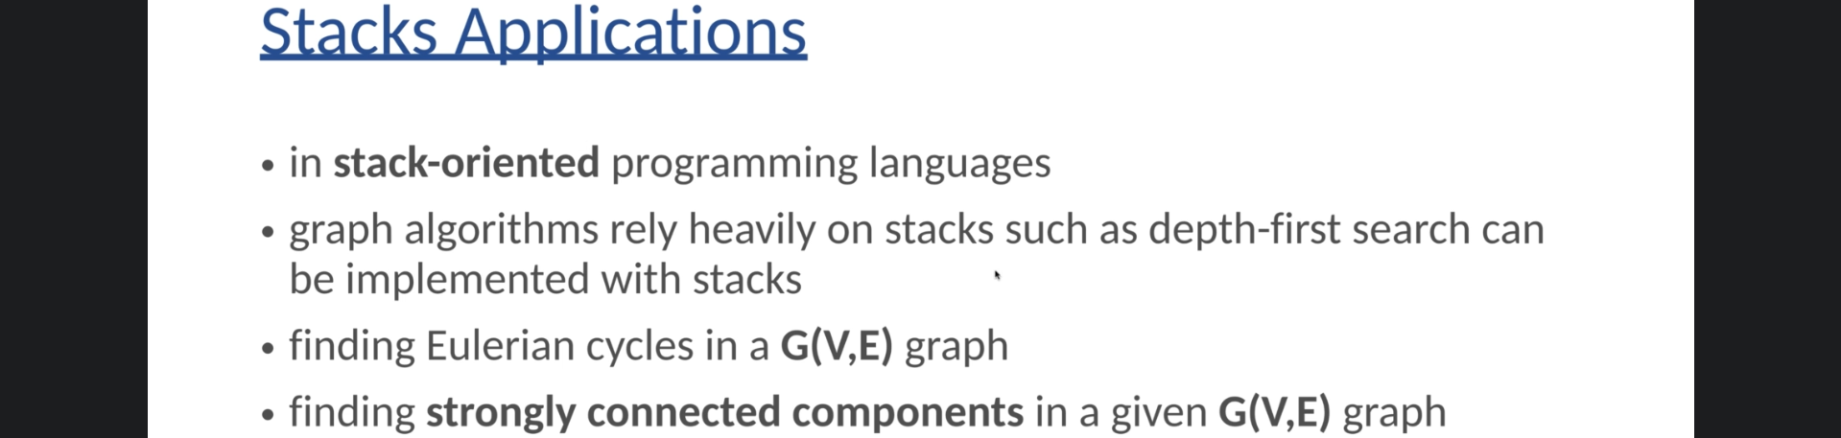 Stacks Applications
• in stack-oriented programming languages
• graph algorithms rely heavily on stacks such as depth-first search can
be implemented with stacks
• finding Eulerian cycles in a G(V,E) graph
• finding strongly connected components in a given G(V,E) graph